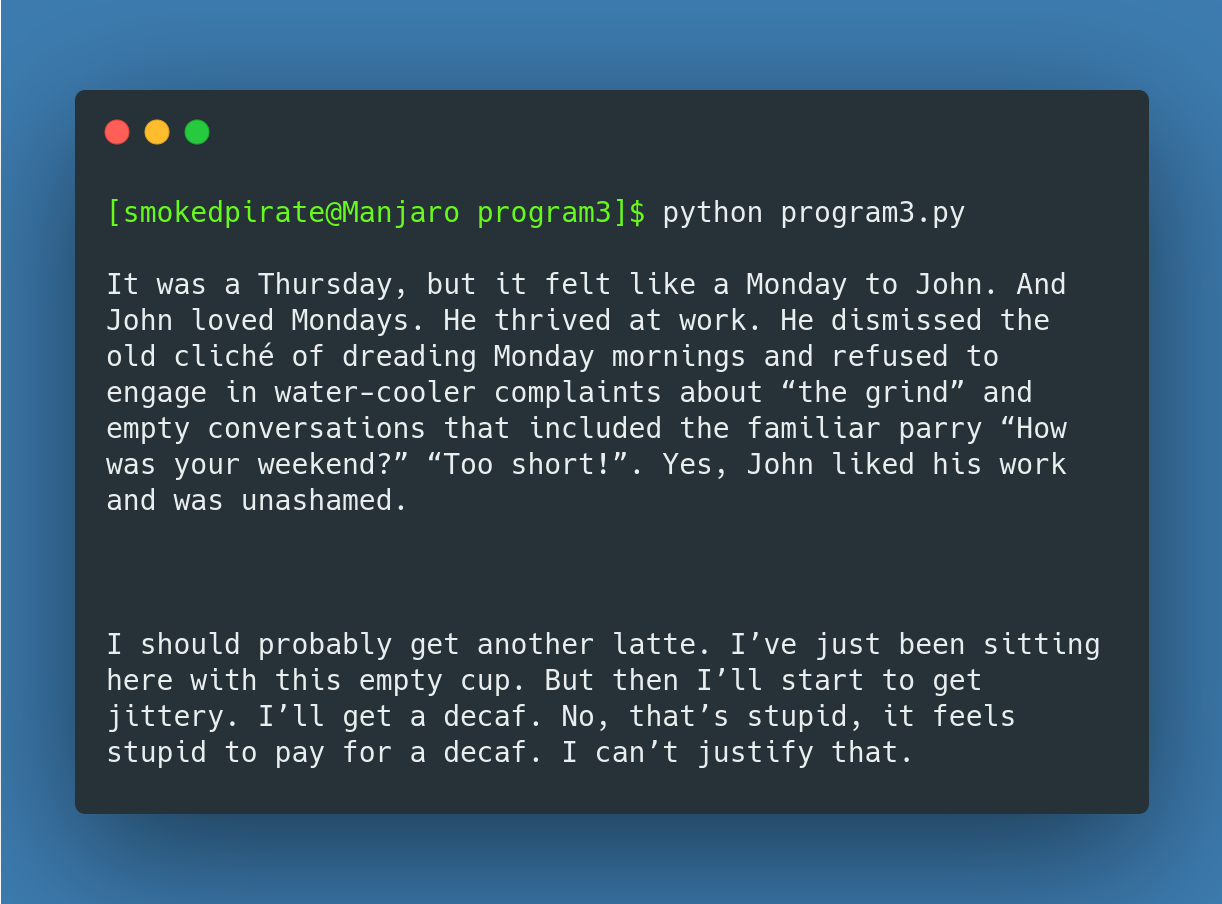 [smokedpirate@Manjaro program3]$ python program3.py
It was a Thursday, but it felt like a Monday to John. And
John loved Mondays. He thrived at work. He dismissed the
old cliché of dreading Monday mornings and refused to
engage in water-cooler complaints about “the grind” and
empty conversations that included the familiar parry “How
was your weekend?” “Too short!”. Yes, John liked his work
and was unashamed.
I should probably get another latte. I’ve just been sitting
here with this empty cup. But then I’ll start to get
jittery. I’ll get a decaf. No, that’s stupid, it feels
stupid to pay for a decaf. I can’t justify that.